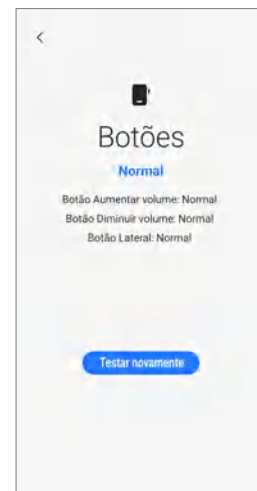 Botões
Normal
Botão Aumentar volume: Normal
Botão Diminuir volume: Normal
Botão Lateral: Normal
Testar novamente